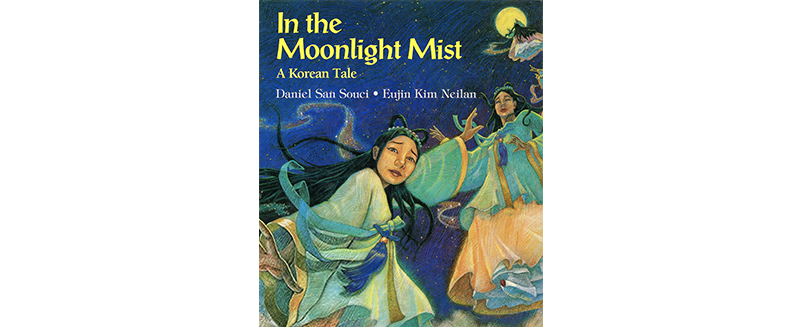 In the
Moonlight Mist
A Korean Tale
Daniel San Souci • Eujin Kim Neilan